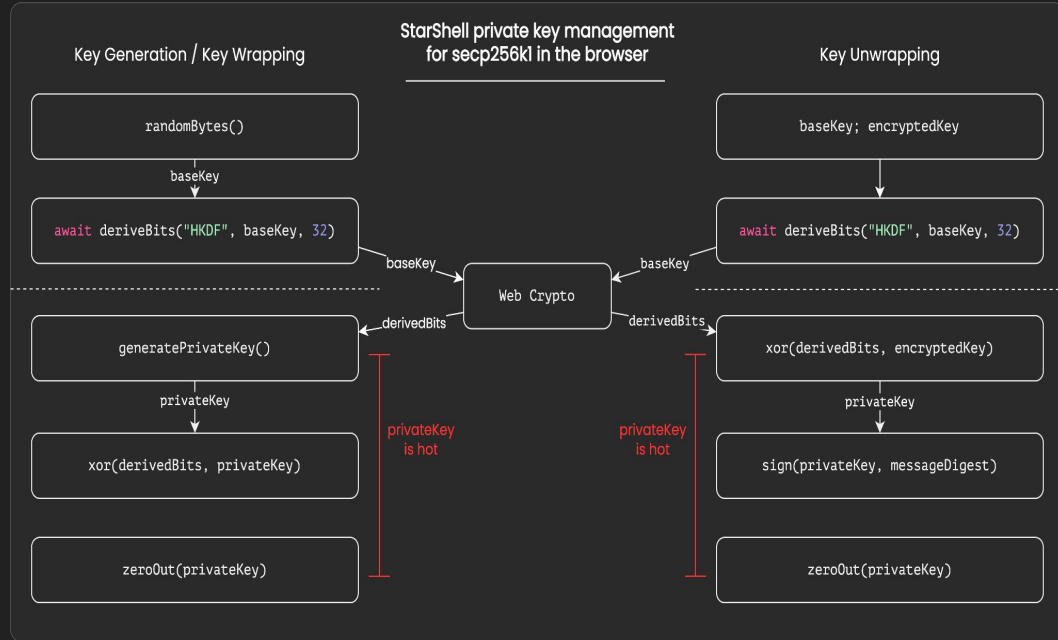 StarShell private key management
for secp256k1 in the browser
Key Generation / Key Wrapping
randomBytes()
baseKey
await deriveBits("HKDF", baseKey, 32)
baseKey
Web Crypto
derivedBits
generatePrivateKey()
privateKey
xor(derivedBits, privateKey)
zeroOut(privateKey)
privateKey
is hot
Key Unwrapping
baseKey; encryptedKey
await deriveBits("HKDF", baseKey, 32)
baseKey
derivedBits
xor(derivedBits, encryptedKey)
privateKey
sign(privateKey, messageDigest)
zeroOut(privateKey)
privateKey
is hot